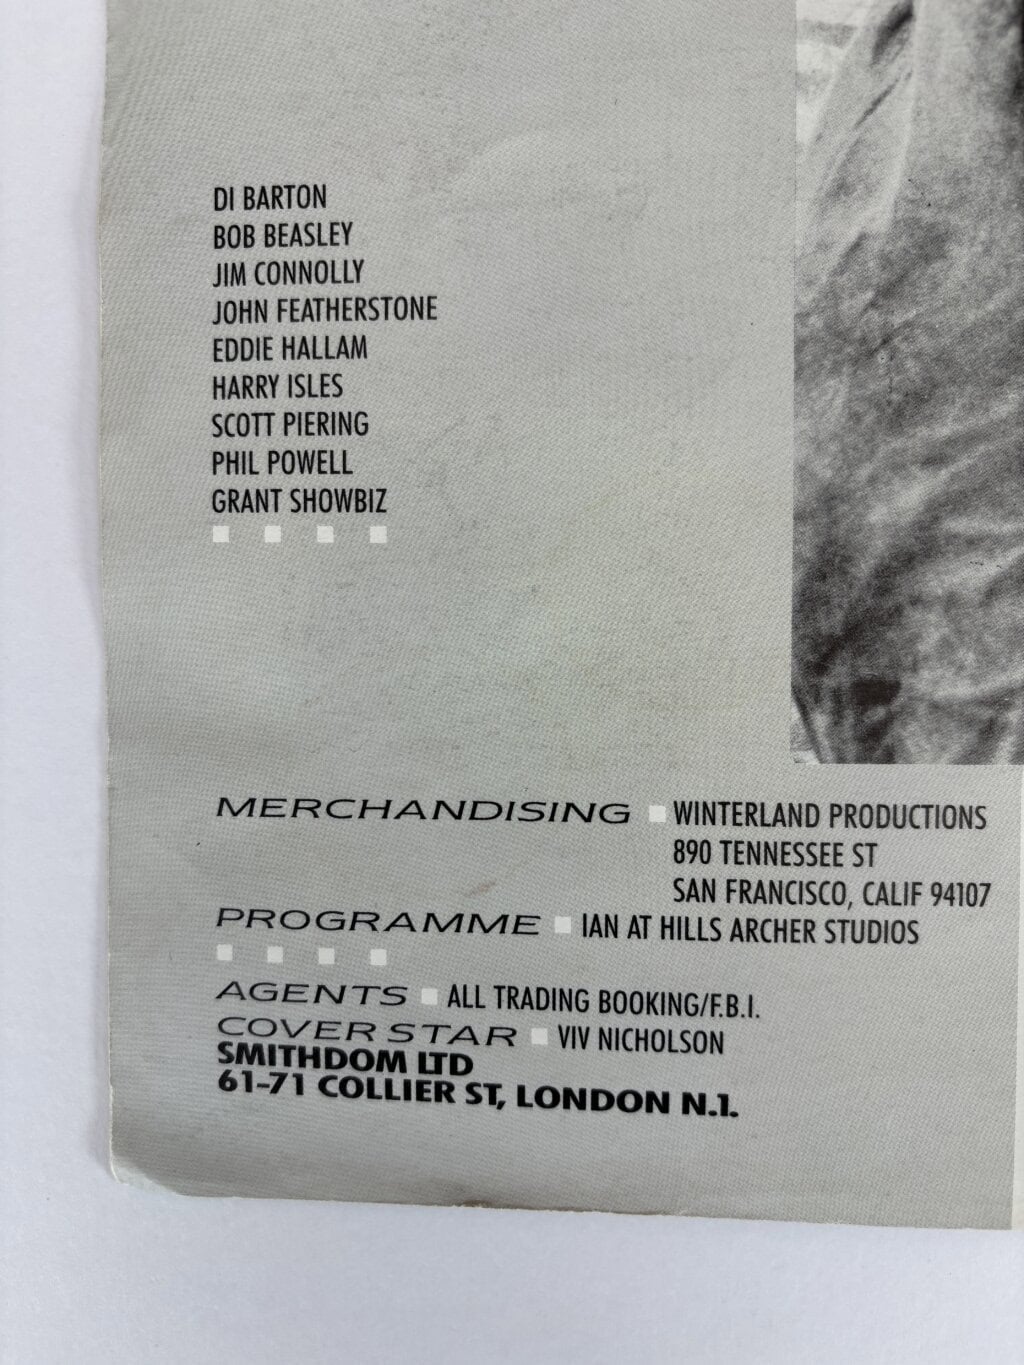 DI BARTON
BOB BEASLEY
JIM CONNOLLY
JOHN FEATHERSTONE
EDDIE HALLAM
HARRY ISLES
SCOTT PIERING
PHIL POWELL
GRANT SHOWBIZ
MERCHANDISING WINTERLAND PRODUCTIONS
890 TENNESSEE ST
SAN FRANCISCO, CALIF 94107
PROGRAMME IAN AT HILLS ARCHER STUDIOS
AGENTS ALL TRADING BOOKING/F.B.I.
COVER STAR VIV NICHOLSON
SMITHDOM LTD
61-71 COLLIER ST, LONDON N.1.